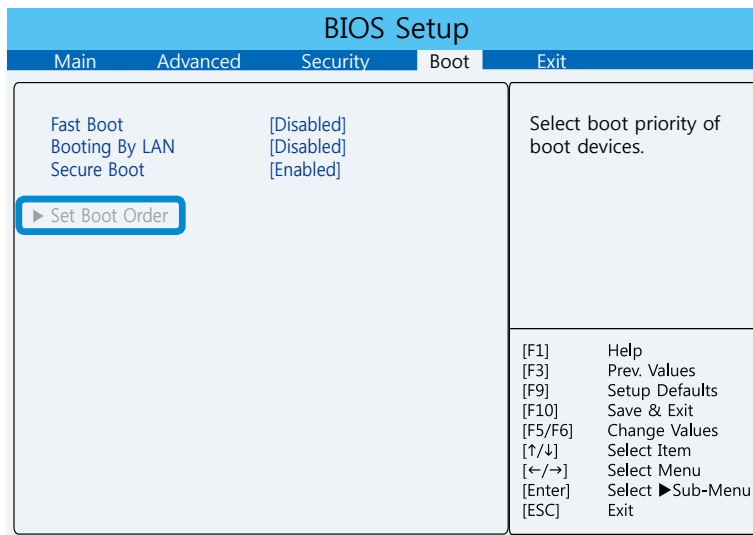 BIOS Setup
Main Advanced Security Boot Exit
Fast Boot [Disabled]
Booting By LAN [Disabled]
Secure Boot [Enabled]
▶ Set Boot Order
Select boot priority of
boot devices.
[F1] Help
[F3] Prev. Values
[F9] Setup Defaults
[F10] Save & Exit
[F5/F6] Change Values
[↑/↓] Select Item
[←/→] Select Menu
[Enter] Select ▶Sub-Menu
[ESC] Exit